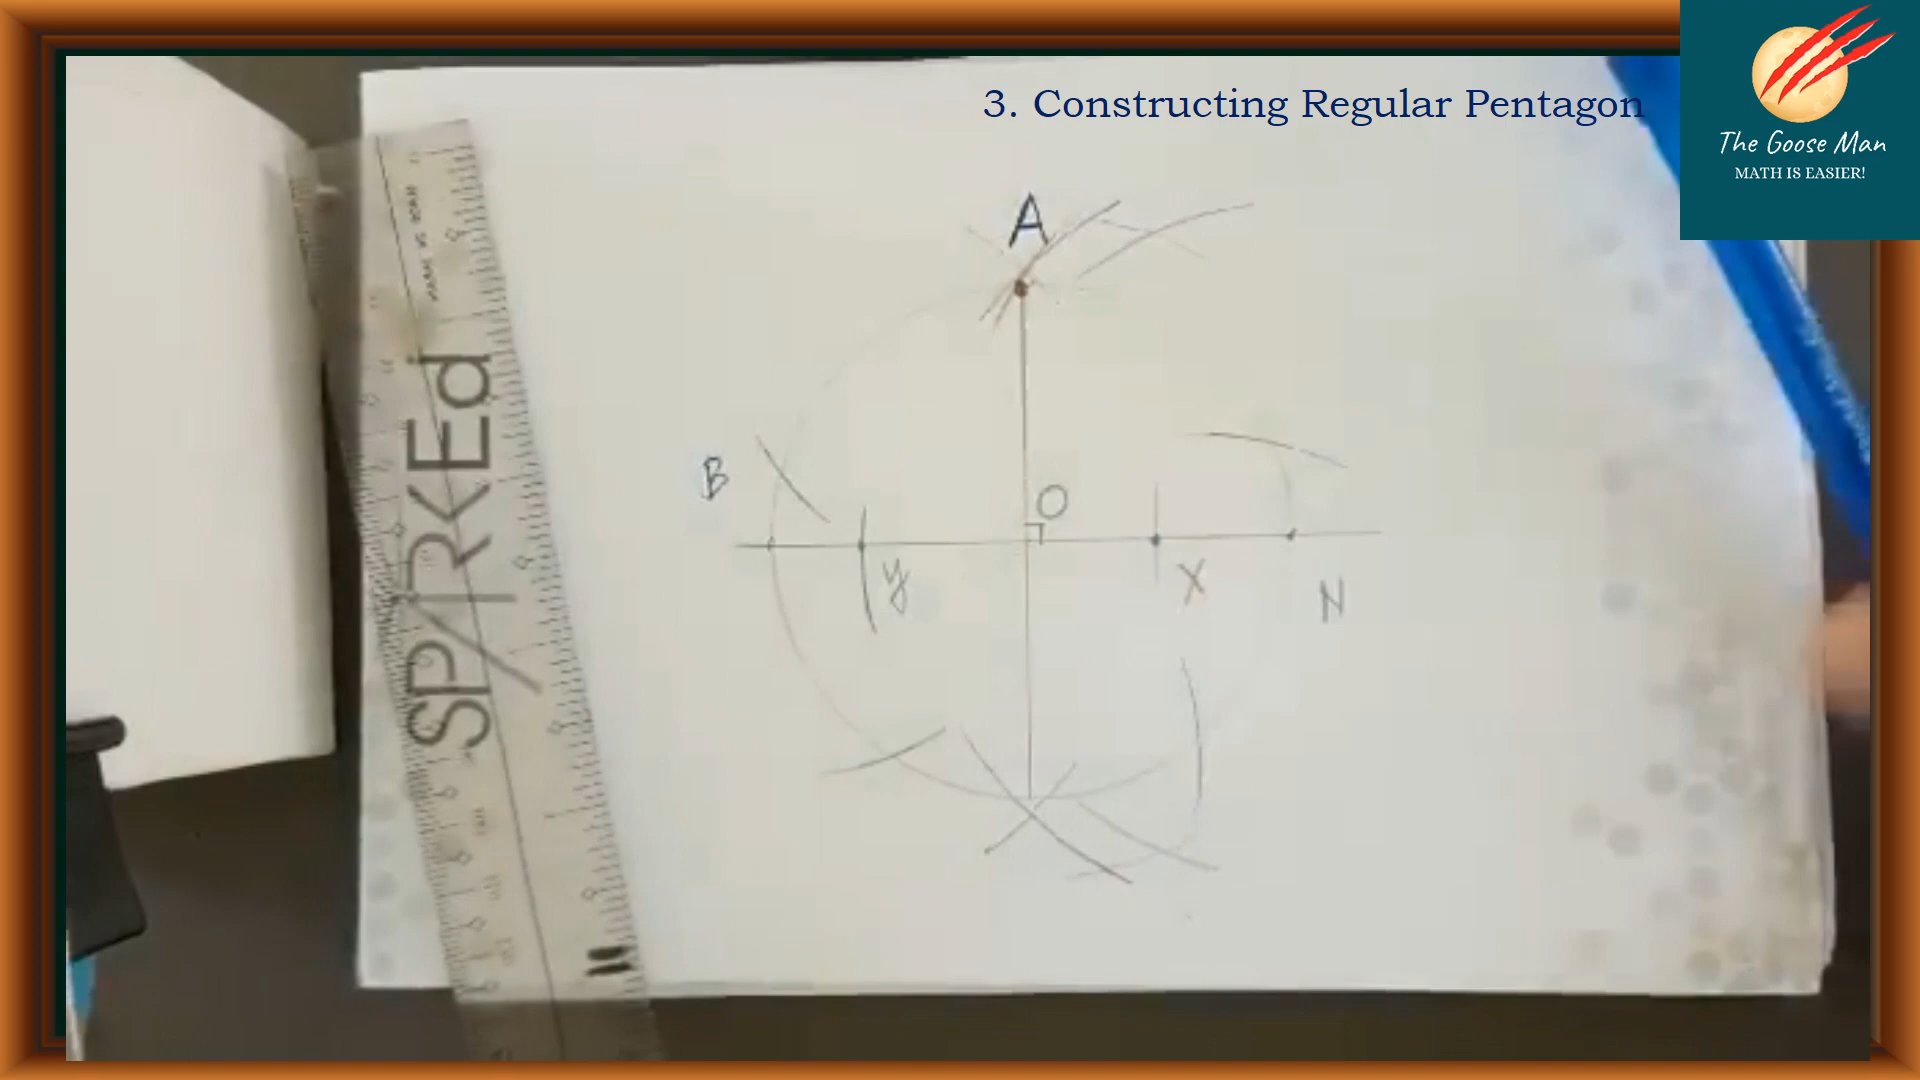 3. Constructing Regular Pentagon
The Goose Man
MATH IS EASIER!
A
B
O
y
X
N
SPARKEd